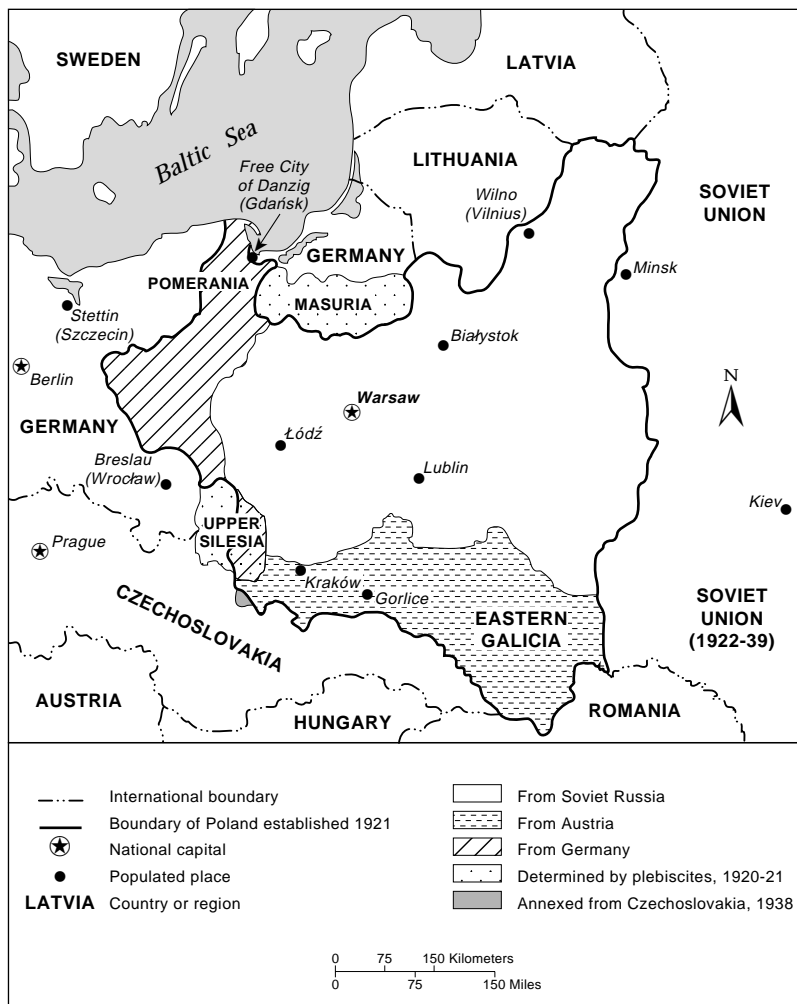 SWEDEN
LATVIA
Baltic Sea
Free City
of Danzig
(Gdańsk)
LITHUANIA
Wilno
(Vilnius)
SOVIET
UNION
GERMANY
Minsk
POMERANIA
MASURIA
Stettin
(Szczecin)
Białystok
Berlin
Warsaw
N
GERMANY
Łódź
Breslau
(Wrocław)
Lublin
Kiev
UPPER
SILESIA
Prague
Kraków
Gorlice
CZECHOSLOVAKIA
EASTERN
GALICIA
SOVIET
UNION
(1922-39)
AUSTRIA
HUNGARY
ROMANIA
International boundary
Boundary of Poland established 1921
National capital
Populated place
LATVIA Country or region
From Soviet Russia
From Austria
From Germany
Determined by plebiscites, 1920-21
Annexed from Czechoslovakia, 1938
0 75 150 Kilometers
0 75 150 Miles